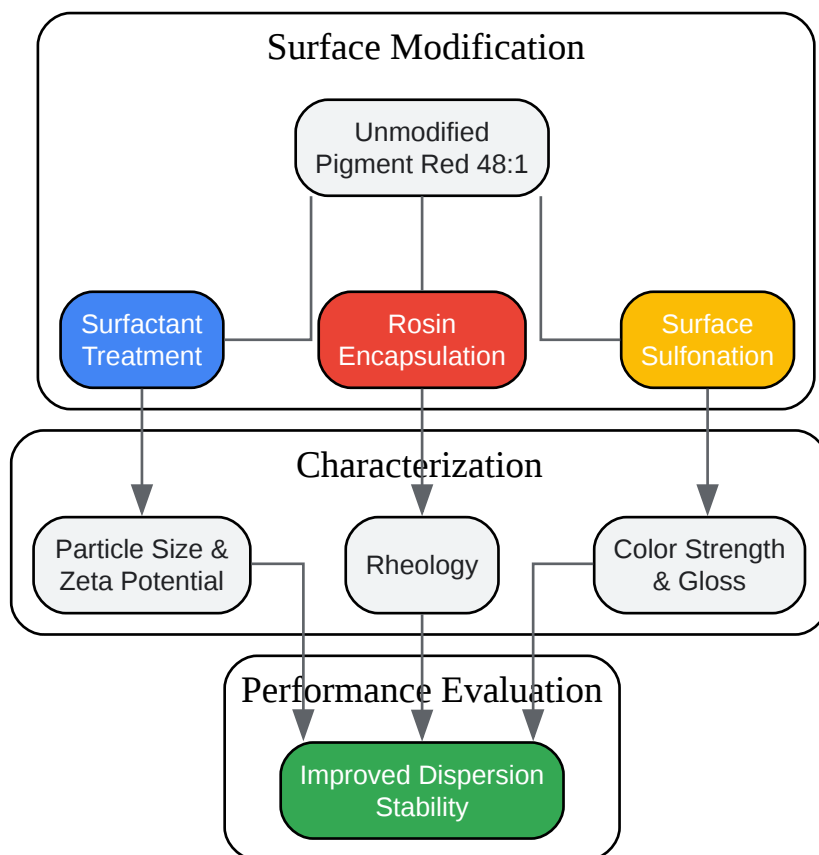 Surface Modification
Unmodified
Pigment Red 48:1
Surfactant
Treatment
Rosin
Encapsulation
Surface
Sulfonation
Characterization
Particle Size &
Zeta Potential
Rheology
Color Strength
& Gloss
Performance Evaluation
Improved Dispersion
Stability